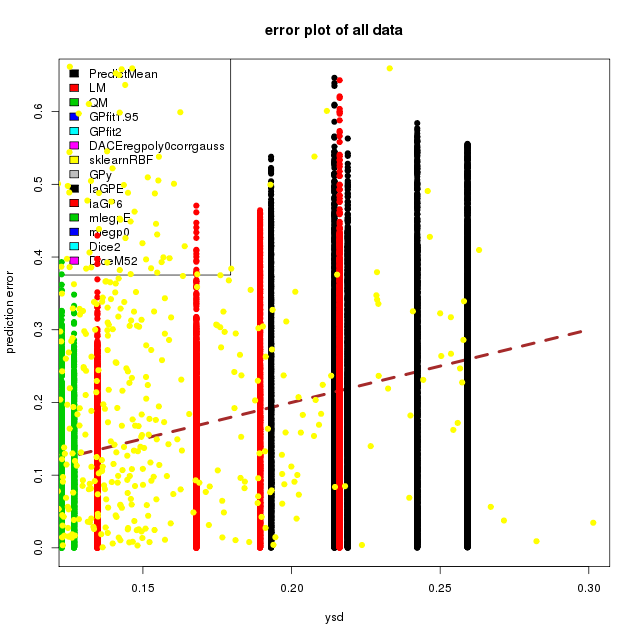 error plot of all data
prediction error
0.0
0.1
0.2
0.3
0.4
0.5
0.6
PredictMean
LM
QM
GPfit1.95
GPfit2
DACEregpoly0corrgauss
sklearnRBF
GPy
laGPE
laGP6
mlegpE
mlegp0
Dice2
DiceM52
0.15
0.20
0.25
0.30
ysd